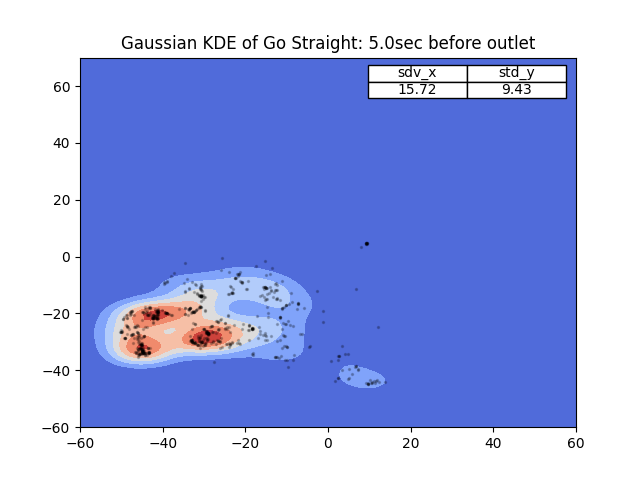 Gaussian KDE of Go Straight: 5.0sec before outlet
sdv_x std_y
15.72 9.43
60
40
20
0
−20
−40
−60
−60 −40 −20 0 20 40 60